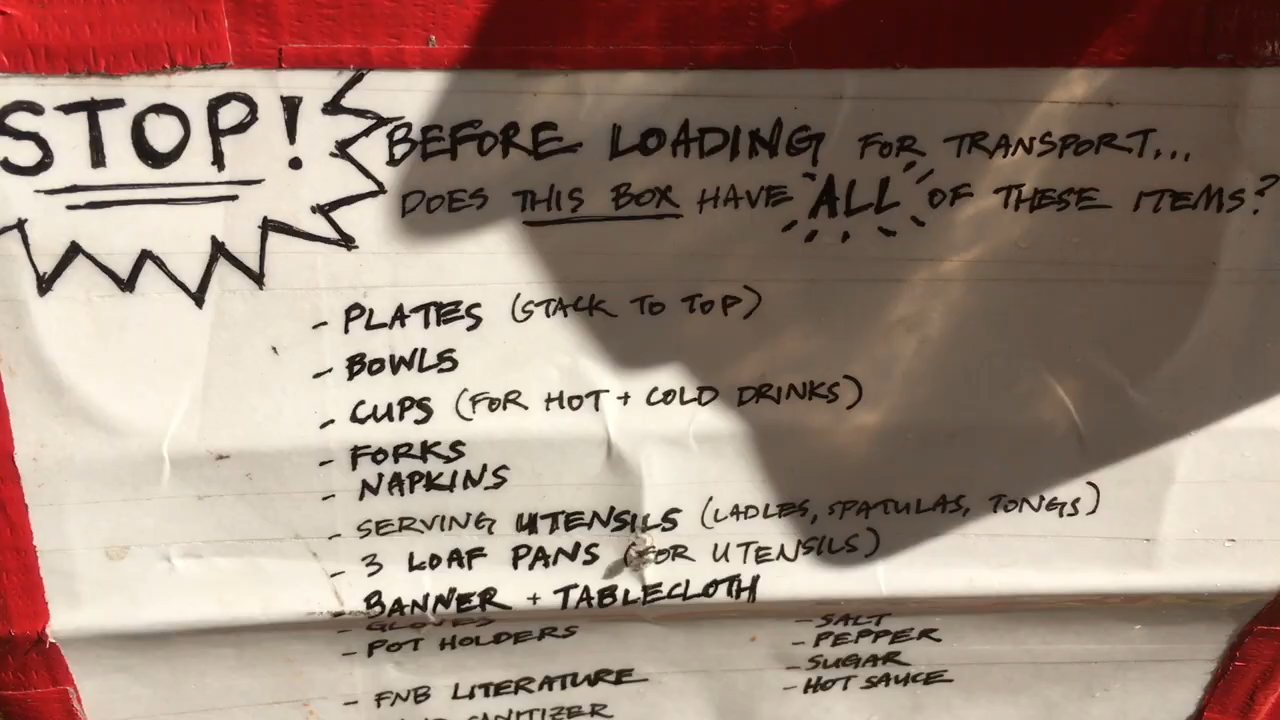 STOP!
BEFORE LOADING FOR TRANSPORT...
DOES THIS BOX HAVE ALL OF THESE ITEMS?
- PLATES (STACK TO TOP)
- BOWLS
- CUPS (FOR HOT + COLD DRINKS)
- FORKS
- NAPKINS
- SERVING UTENSILS (LADLES, SPATULAS, TONGS)
- 3 LOAF PANS (FOR UTENSILS)
- BANNER + TABLECLOTH
- GLOVES
- POT HOLDERS
- FNB LITERATURE
SANITIZER
- SALT
- PEPPER
- SUGAR
- HOT SAUCE